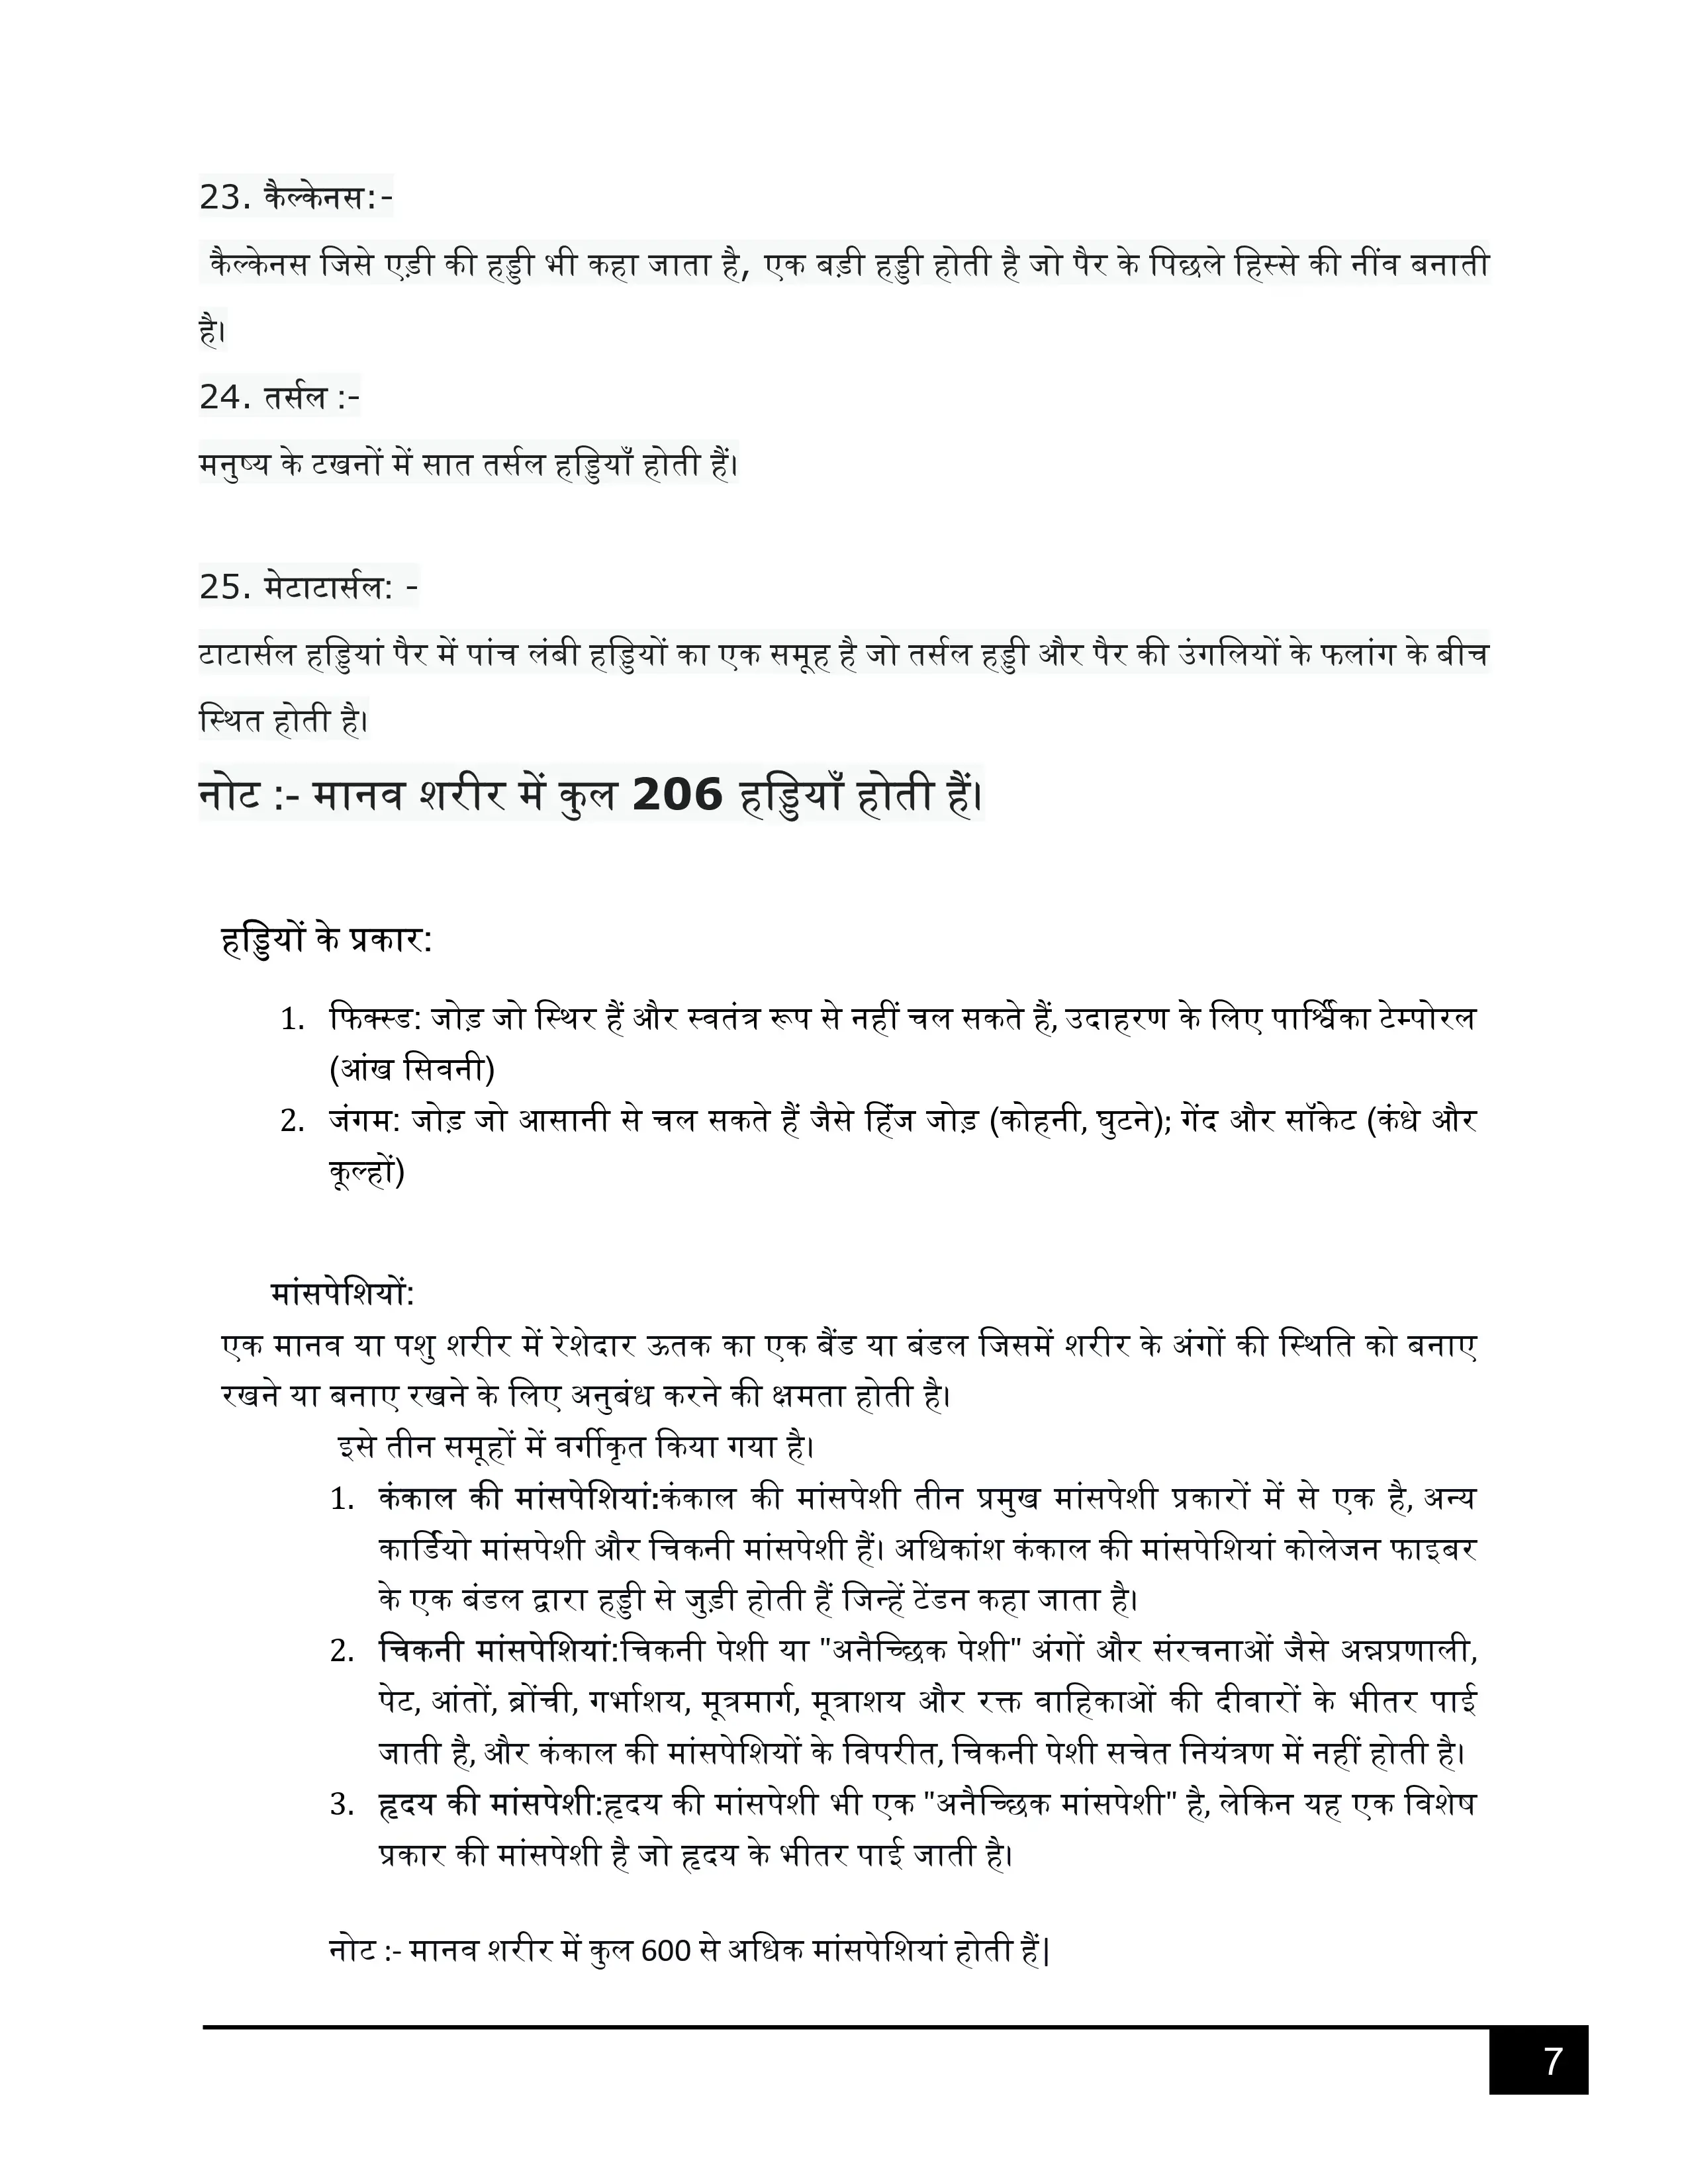 23. कैल्केनस:-
कैल्केनस जिसे एड़ी की हड्डी भी कहा जाता है, एक बड़ी हड्डी होती है जो पैर के पिछले हिस्से की नींव बनाती
है।
24. तर्सल :-
मनुष्य के टखनों में सात तर्सल हड्डियाँ होती हैं।
25. मेटाटार्सल: -
टाटार्सल हड्डियां पैर में पांच लंबी हड्डियों का एक समूह है जो तर्सल हड्डी और पैर की उंगलियों के फलांग के बीच
स्थित होती है।
नोट :- मानव शरीर में कुल 206 हड्डियाँ होती हैं।
हड्डियों के प्रकार:
1. फिक्स्ड: जोड़ जो स्थिर हैं और स्वतंत्र रूप से नहीं चल सकते हैं, उदाहरण के लिए पार्श्विका टेम्पोरल
(आंख सिवनी)
2. जंगम: जोड़ जो आसानी से चल सकते हैं जैसे हिंज जोड़ (कोहनी, घुटने); गेंद और सॉकेट (कंधे और
कूल्हों)
मांसपेशियों:
एक मानव या पशु शरीर में रेशेदार ऊतक का एक बैंड या बंडल जिसमें शरीर के अंगों की स्थिति को बनाए
रखने या बनाए रखने के लिए अनुबंध करने की क्षमता होती है।
इसे तीन समूहों में वर्गीकृत किया गया है।
1. कंकाल की मांसपेशियां:कंकाल की मांसपेशी तीन प्रमुख मांसपेशी प्रकारों में से एक है, अन्य
कार्डियो मांसपेशी और चिकनी मांसपेशी हैं। अधिकांश कंकाल की मांसपेशियां कोलेजन फाइबर
के एक बंडल द्वारा हड्डी से जुड़ी होती हैं जिन्हें टेंडन कहा जाता है।
2. चिकनी मांसपेशियां:चिकनी पेशी या "अनैच्छिक पेशी" अंगों और संरचनाओं जैसे अन्नप्रणाली,
पेट, आंतों, ब्रोंची, गर्भाशय, मूत्रमार्ग, मूत्राशय और रक्त वाहिकाओं की दीवारों के भीतर पाई
जाती है, और कंकाल की मांसपेशियों के विपरीत, चिकनी पेशी सचेत नियंत्रण में नहीं होती है।
3. हृदय की मांसपेशी:हृदय की मांसपेशी भी एक "अनैच्छिक मांसपेशी" है, लेकिन यह एक विशेष
प्रकार की मांसपेशी है जो हृदय के भीतर पाई जाती है।
नोट :- मानव शरीर में कुल 600 से अधिक मांसपेशियां होती हैं|
7